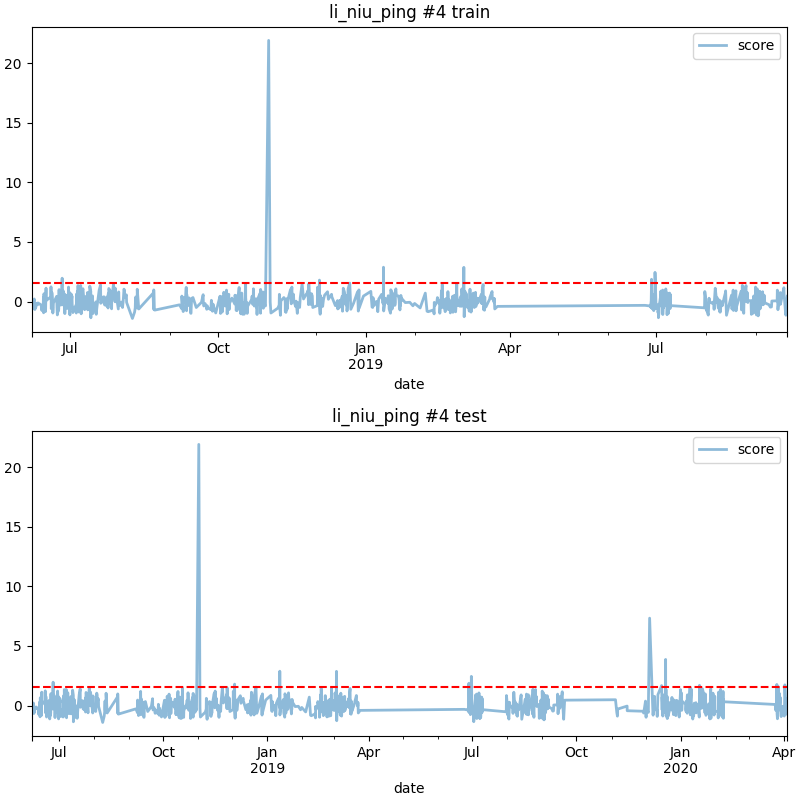 li_niu_ping #4 train
score
20
15
10
5
0
Jul Oct Jan Apr Jul
2019
date
li_niu_ping #4 test
score
20
15
10
5
0
Jul Oct Jan Apr Jul Oct Jan Apr
2019 2020
date